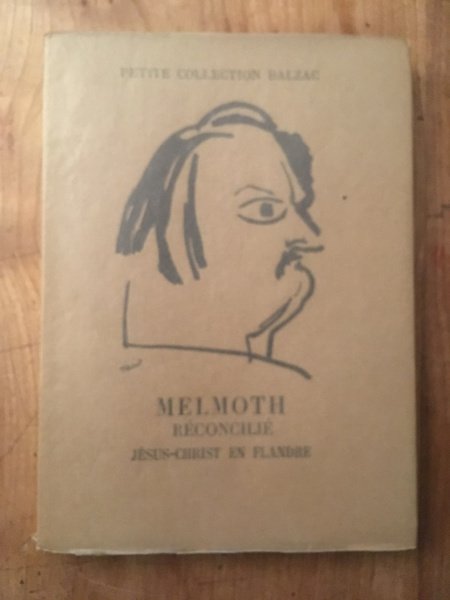 PETITE COLLECTION BALZAC
MELMOTH
RÉCONCILIÉ
JÉSUS-CHRIST EN FLANDRE